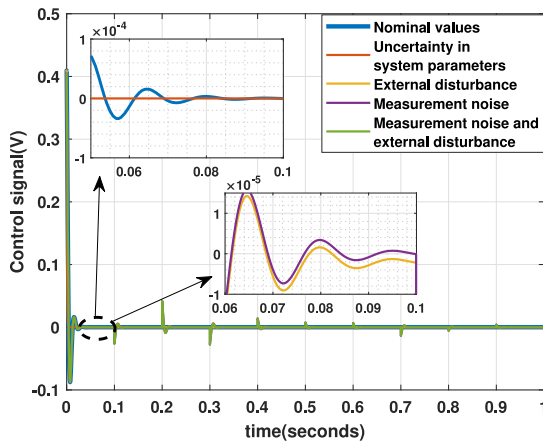 Control signal(V)
0.5
0.4
0.3
0.2
0.1
0
-0.1
0 0.1 0.2 0.3 0.4 0.5 0.6 0.7 0.8 0.9 1
time(seconds)
×10^-4
1
0
-1
0.06 0.08 0.1
×10^-5
1
0
-1
0.06 0.07 0.08 0.09 0.1
Nominal values
Uncertainty in
system parameters
External disturbance
Measurement noise
Measurement noise and
external disturbance